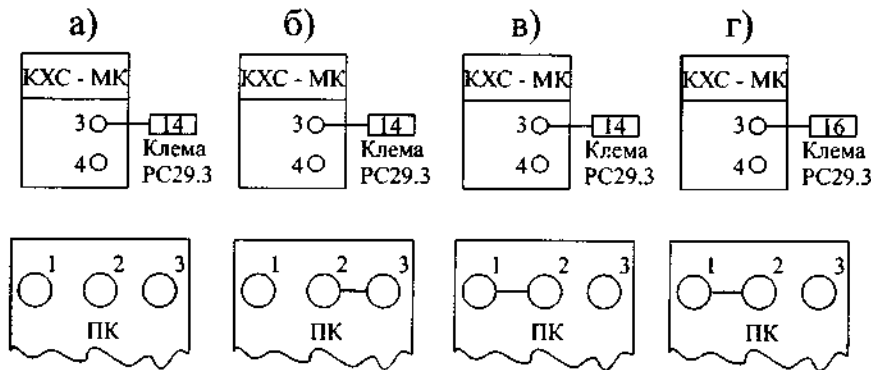 а) б) в) г)
КХС - МК КХС - МК КХС - МК КХС - МК
3 14 3 14 3 14 3 16
4 Клема 4 Клема 4 Клема 4 Клема
РС29.3 РС29.3 РС29.3 РС29.3
1 2 3 1 2 3 1 2 3 1 2 3
ПК ПК ПК ПК